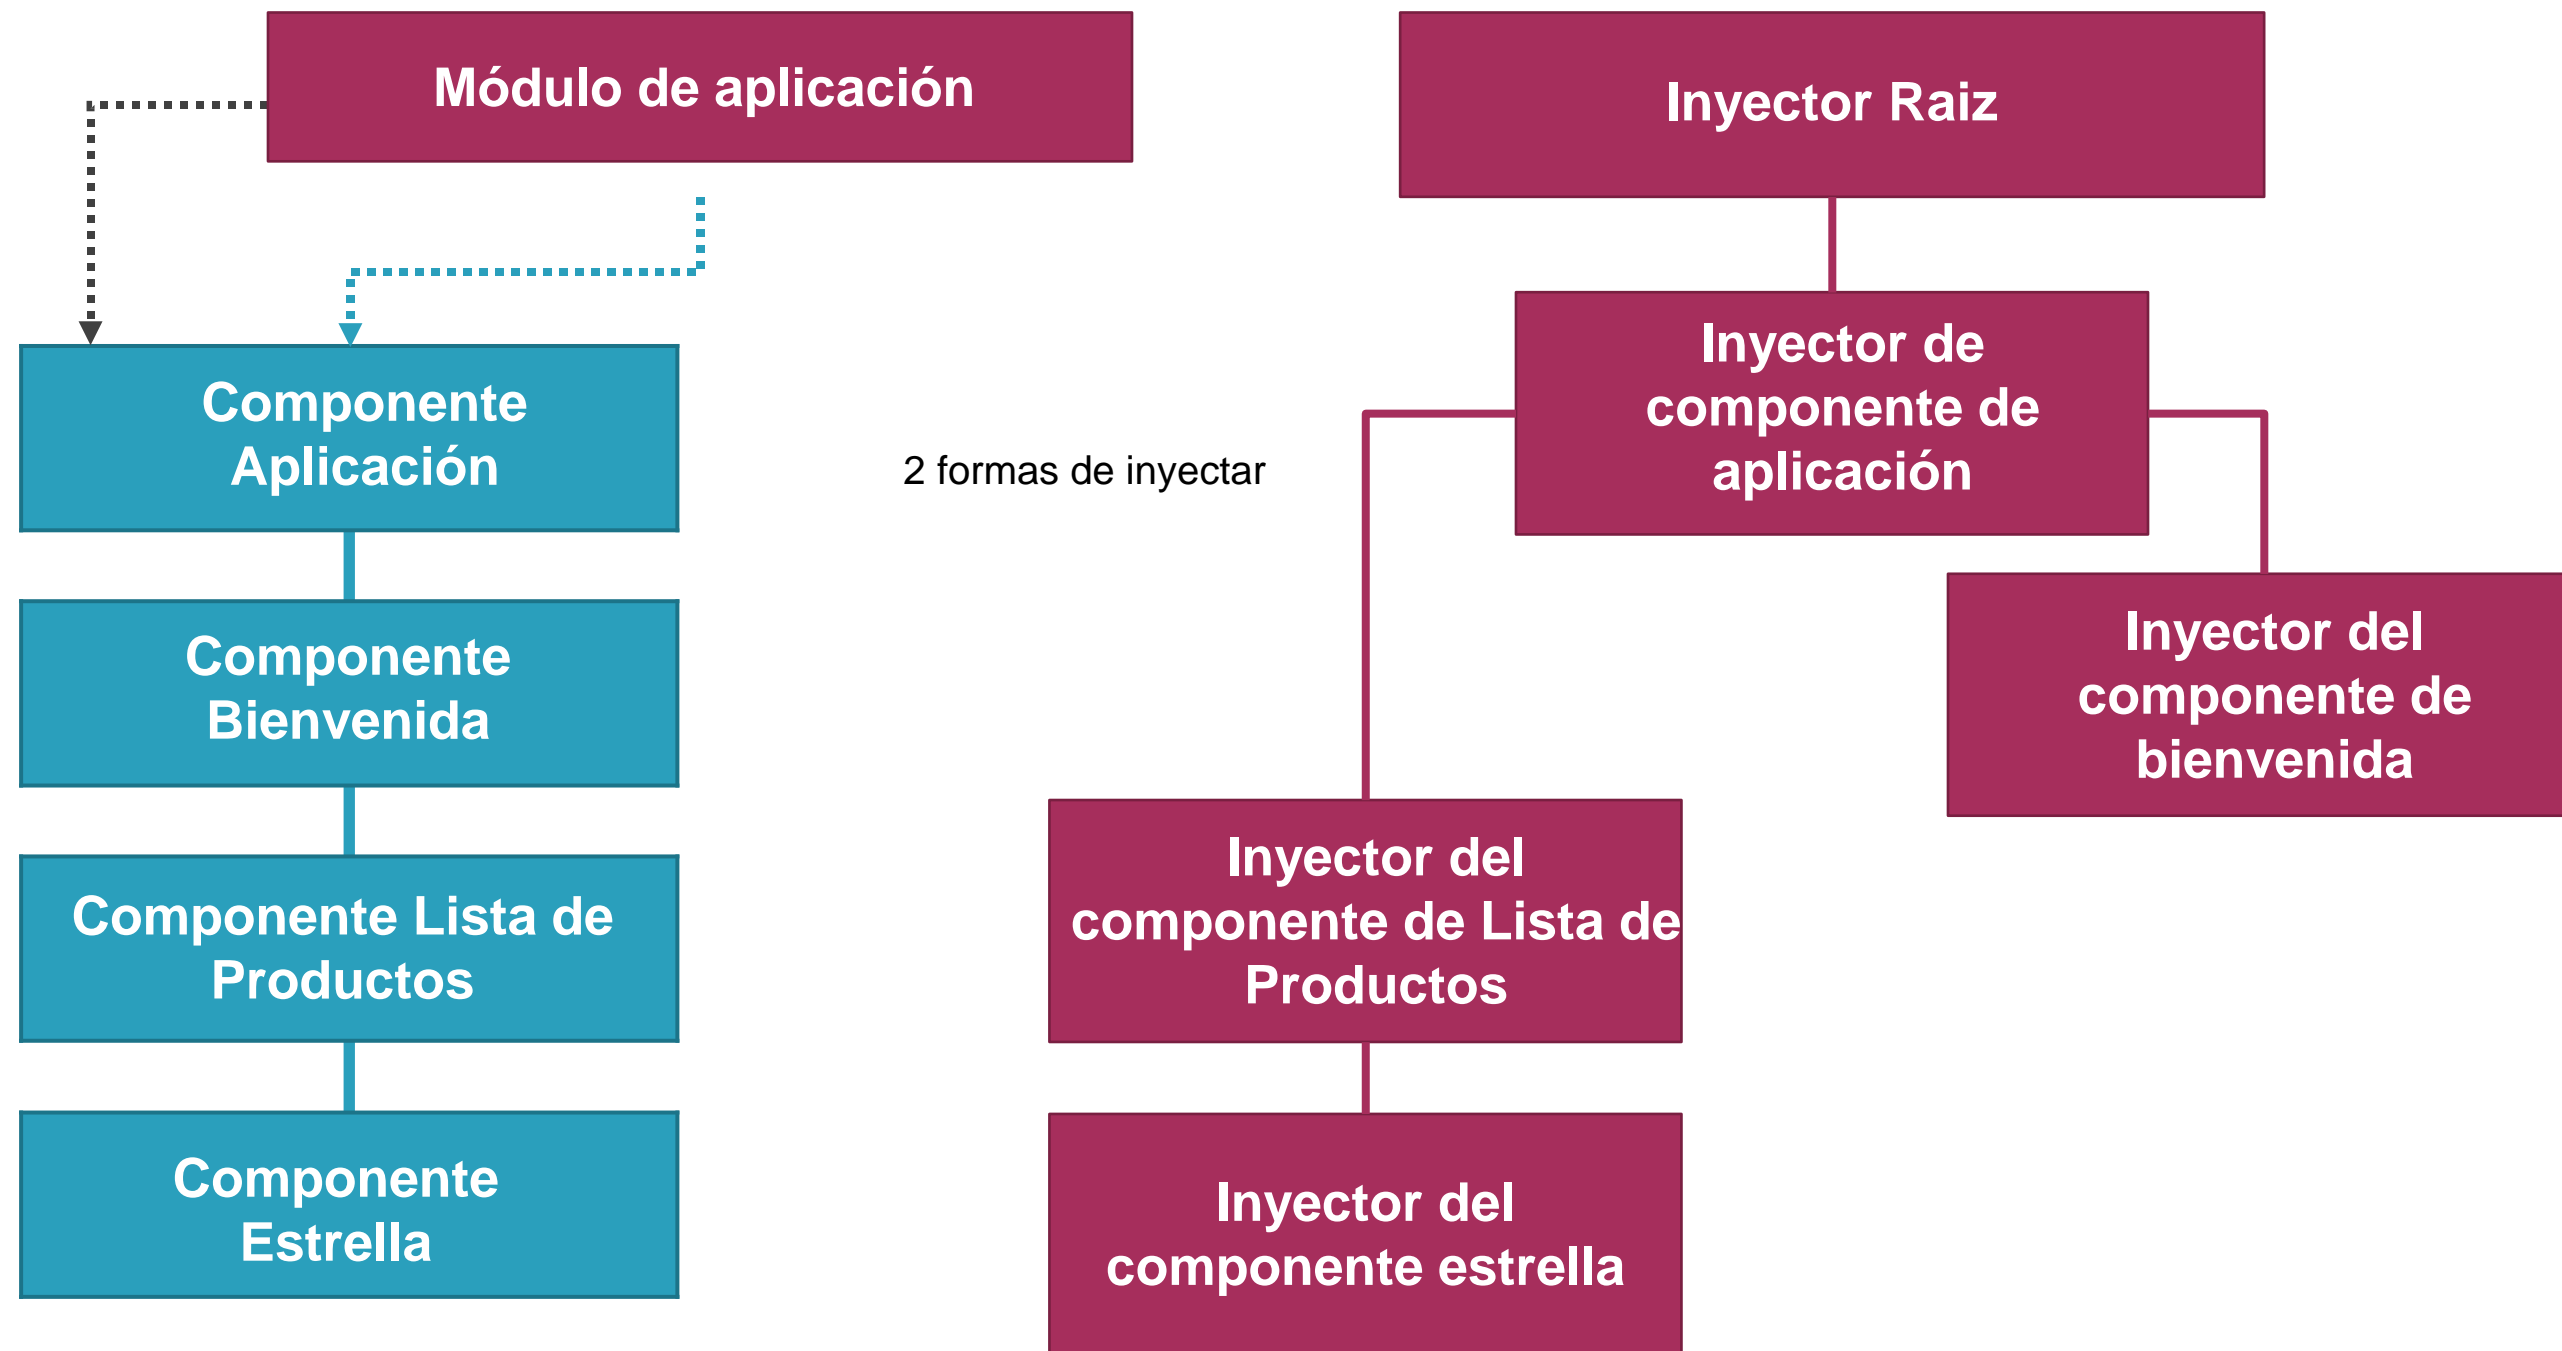 Módulo de aplicación
Componente
Aplicación
Componente
Bienvenida
Componente Lista de
Productos
Componente
Estrella
2 formas de inyectar
Inyector Raiz
Inyector de
componente de
aplicación
Inyector del
componente de
bienvenida
Inyector del
componente de Lista de
Productos
Inyector del
componente estrella